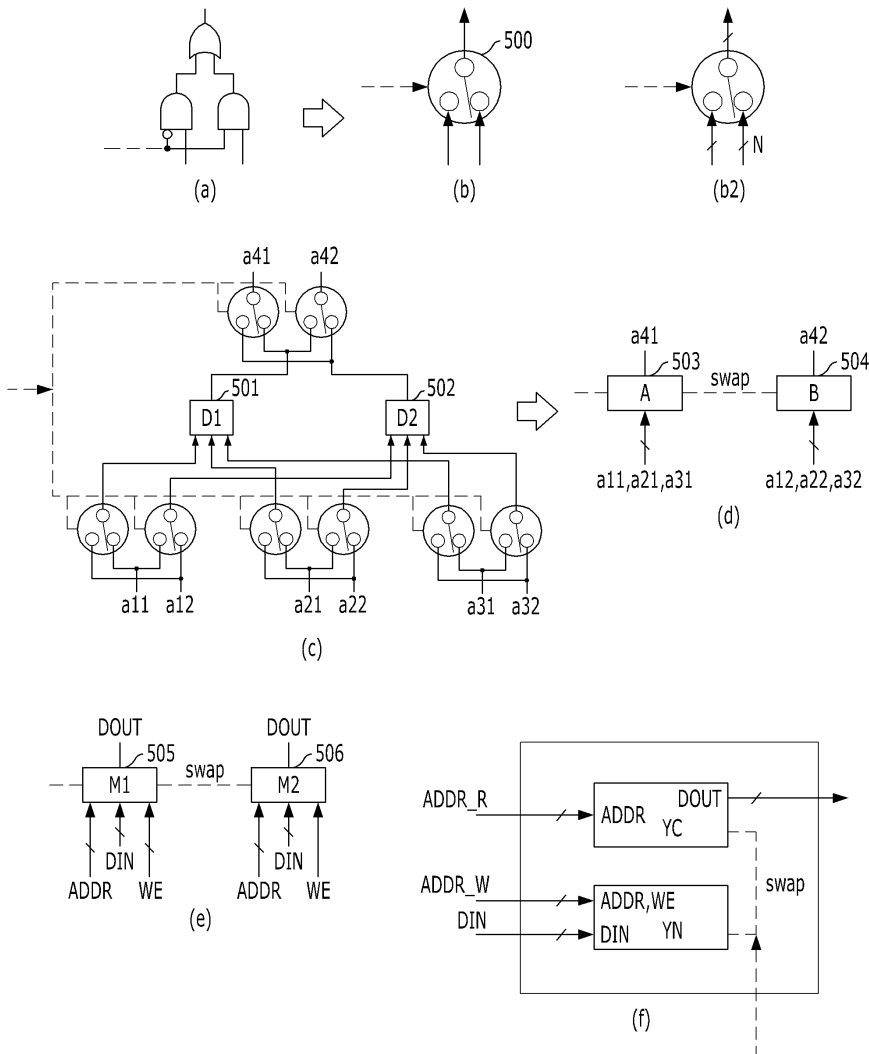 500
N
(a)
(b)
(b2)
a41 a42
501 502
D1 D2
a11 a12 a21 a22 a31 a32
(c)
a41 a42
503 504
A swap B
a11,a21,a31 a12,a22,a32
(d)
DOUT DOUT
505 506
M1 swap M2
DIN DIN
ADDR WE ADDR WE
(e)
ADDR_R
ADDR DOUT
YC
swap
ADDR_W
DIN
ADDR,WE
DIN YN
(f)